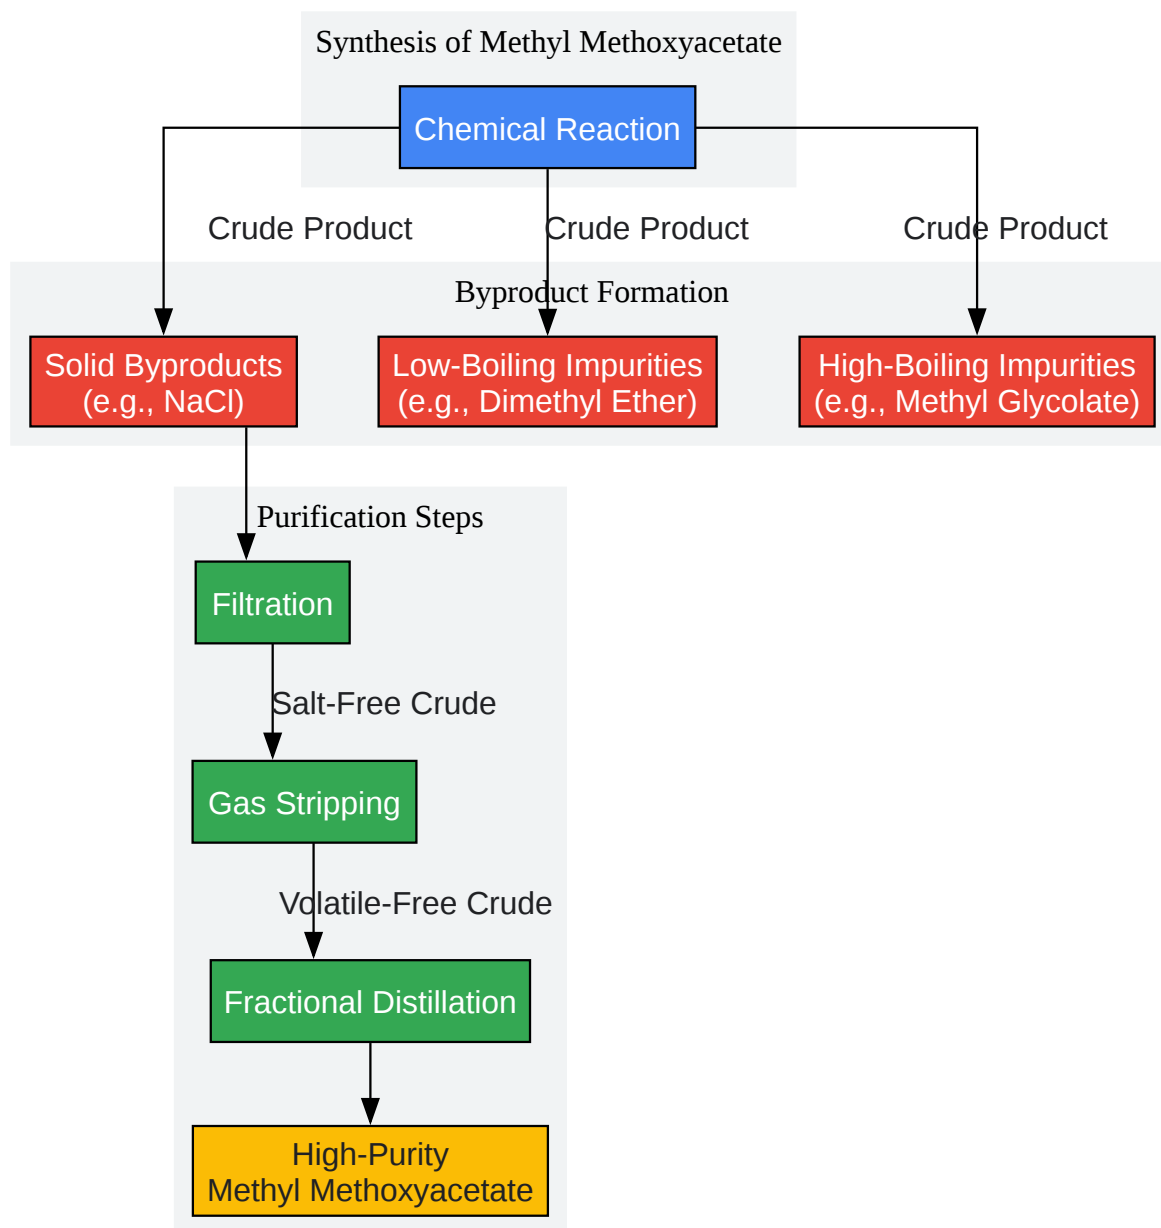 Synthesis of Methyl Methoxyacetate
Chemical Reaction
Crude Product
Crude Product
Crude Product
Byproduct Formation
Solid Byproducts
(e.g., NaCl)
Low-Boiling Impurities
(e.g., Dimethyl Ether)
High-Boiling Impurities
(e.g., Methyl Glycolate)
Purification Steps
Filtration
Salt-Free Crude
Gas Stripping
Volatile-Free Crude
Fractional Distillation
High-Purity
Methyl Methoxyacetate